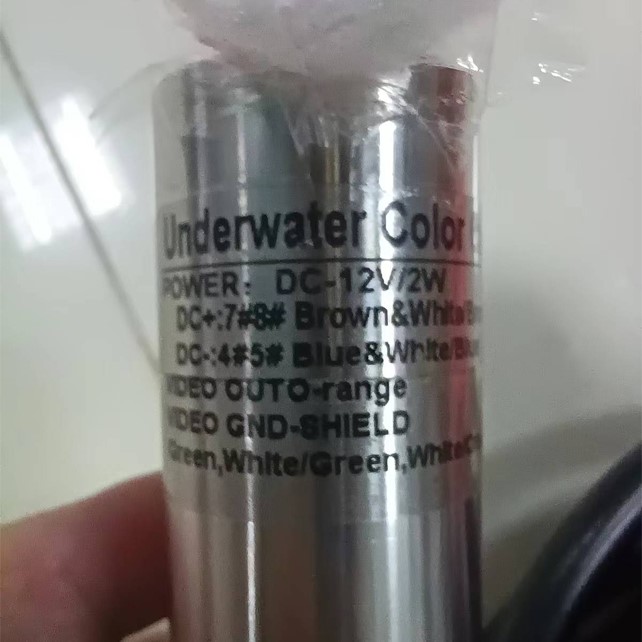 Underwater Color
POWER: DC-12V/2W
DC+:7#8# Brown&White/
DC-:4#5# Blue&White/Blue
VIDEO OUTO-range
VIDEO GND-SHIELD
Green,White/Green,White